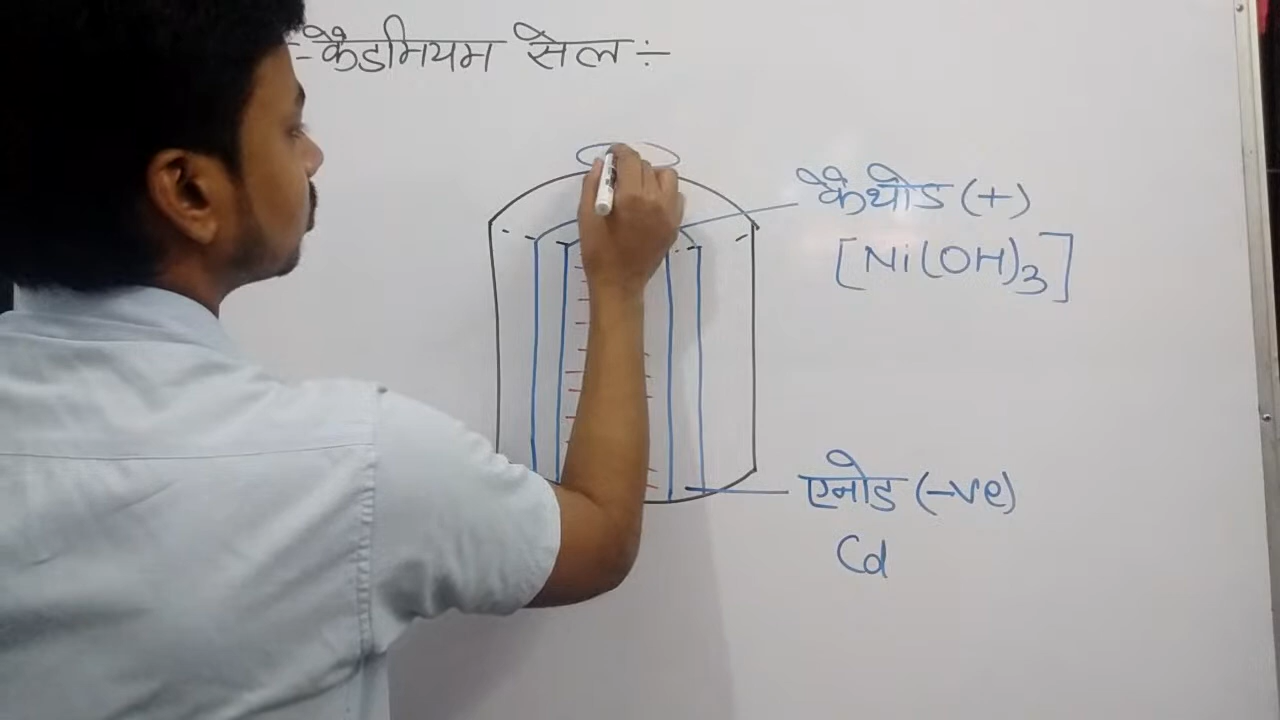 -कैडमियम सेल ÷
कैथोड (+)
[Ni(OH)3]
एनोड (-ve)
Cd